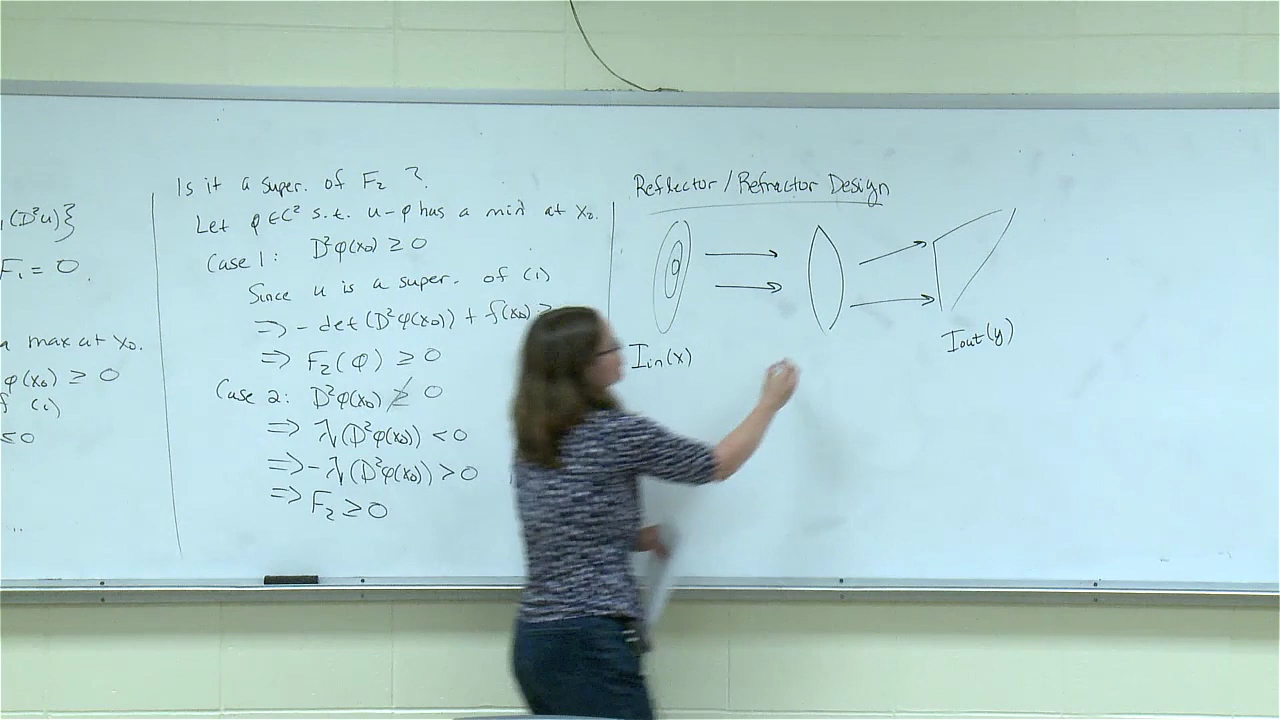 (D²u)}
F₁ = 0.
a max at x₀.
φ(x₀) ≥ 0
(i)
≤ 0
..
Is it a super. of F₂ ?
Let φ∈C² s.t. u-φ has a min at x₀.
Case 1: D²φ(x₀) ≥ 0
Since u is a super. of (i)
⇒ - det(D²φ(x₀)) + f(x₀) ≥
⇒ F₂(φ) ≥ 0
Case 2: D²φ(x₀) ≱ 0
⇒ λ₁(D²φ(x₀)) < 0
⇒ -λ₁(D²φ(x₀)) > 0
⇒ F₂ ≥ 0
Reflector/Refractor Design
Iin(x)
Iout(y)